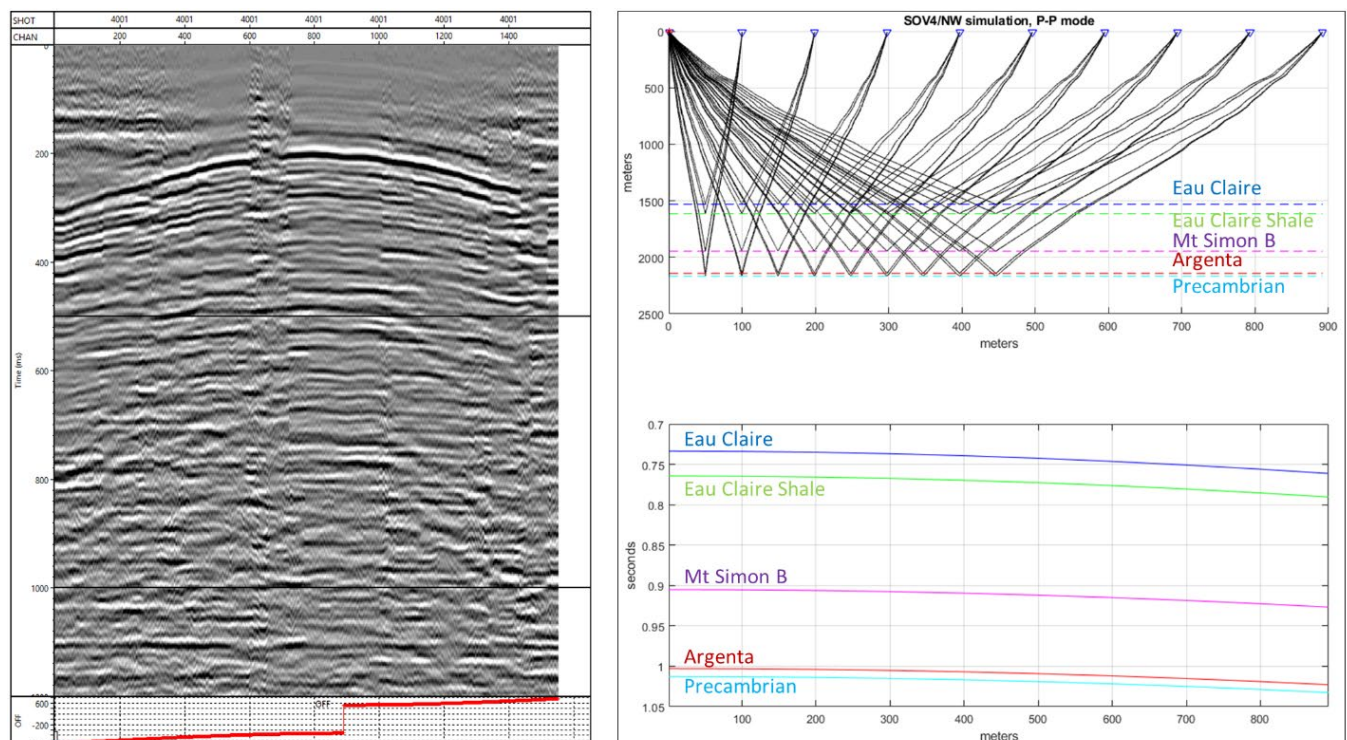 SHOT 4001 4001 4001 4001 4001 4001 4001
CHAN 200 400 600 800 1000 1200 1400
200
400
600
800
1000
Time (ms)
OFF
600
-200
OFF
SOV4/NW simulation, P-P mode
0
500
1000
1500
2000
2500
meters
Eau Claire
Eau Claire Shale
Mt Simon B
Argenta
Precambrian
0 100 200 300 400 500 600 700 800 900
meters
0.7
0.75
0.8
0.85
0.9
0.95
1
1.05
seconds
Eau Claire
Eau Claire Shale
Mt Simon B
Argenta
Precambrian
100 200 300 400 500 600 700 800
meters